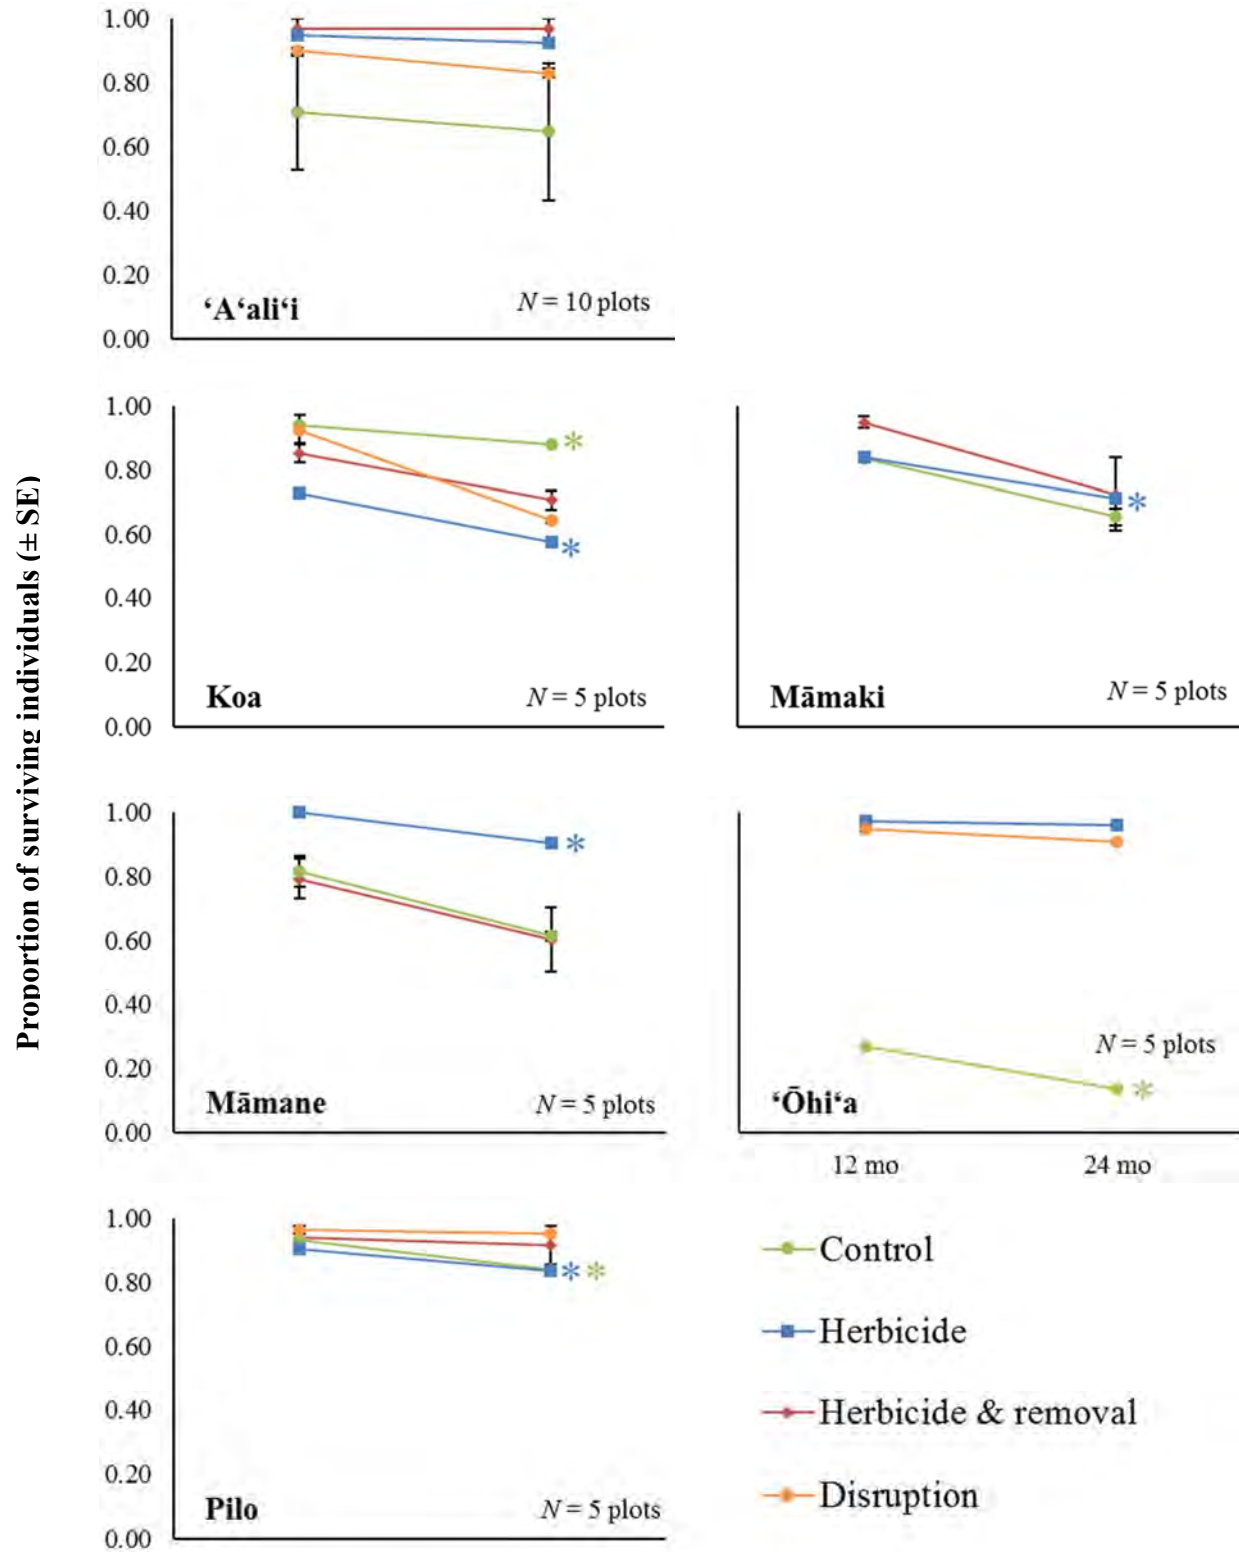 Proportion of surviving individuals (± SE)
1.00
0.80
0.60
0.40
0.20
0.00
ʻAʻaliʻi
N = 10 plots
1.00
0.80
0.60
0.40
0.20
0.00
*
*
Koa
N = 5 plots
*
Māmaki
N = 5 plots
1.00
0.80
0.60
0.40
0.20
0.00
*
Māmane
N = 5 plots
*
ʻŌhiʻa
N = 5 plots
12 mo 24 mo
1.00
0.80
0.60
0.40
0.20
0.00
* *
Pilo
N = 5 plots
Control
Herbicide
Herbicide & removal
Disruption